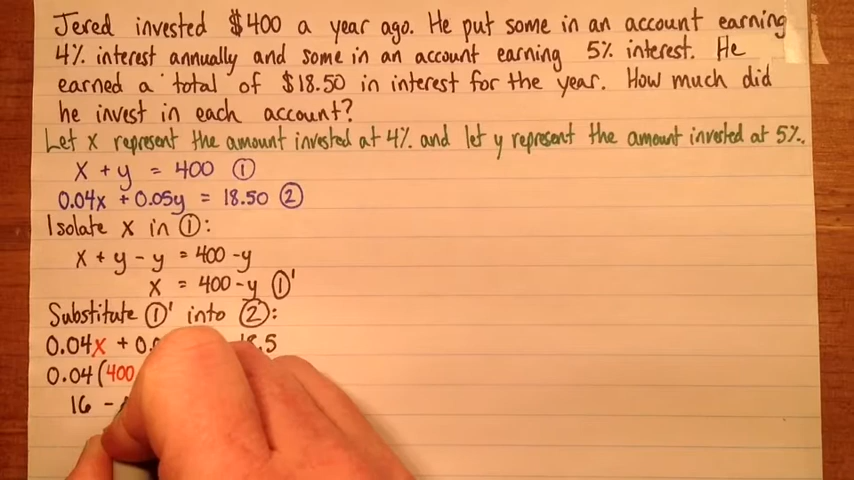 Jered invested $400 a year ago. He put some in an account earning
4% interest annually and some in an account earning 5% interest. He
earned a total of $18.50 in interest for the year. How much did
he invest in each account?
Let x represent the amount invested at 4% and let y represent the amount invested at 5%.
x + y = 400 ①
0.04x + 0.05y = 18.50 ②
Isolate x in ①:
x + y - y = 400 - y
x = 400 - y ①'
Substitute ①' into ②:
0.04x + 0.0 18.5
0.04(400
16 -